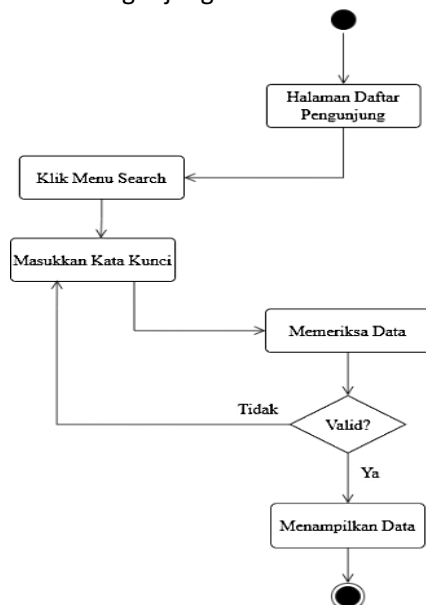 Halaman Daftar
Pengunjung
Klik Menu Search
Masukkan Kata Kunci
Memeriksa Data
Tidak
Valid?
Ya
Menampilkan Data